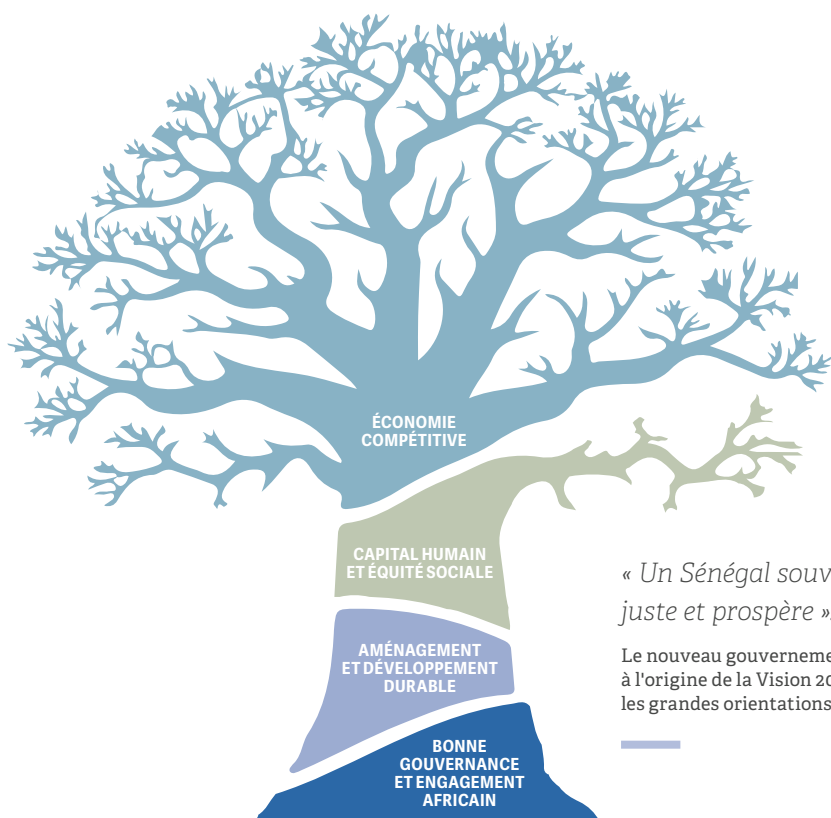 ÉCONOMIE
COMPÉTITIVE
CAPITAL HUMAIN
ET ÉQUITÉ SOCIALE
AMÉNAGEMENT
ET DÉVELOPPEMENT
DURABLE
BONNE
GOUVERNANCE
ET ENGAGEMENT
AFRICAIN
« Un Sénégal
juste et prospère »
Le nouveau
à l'origine de la Vision
les grandes orientations